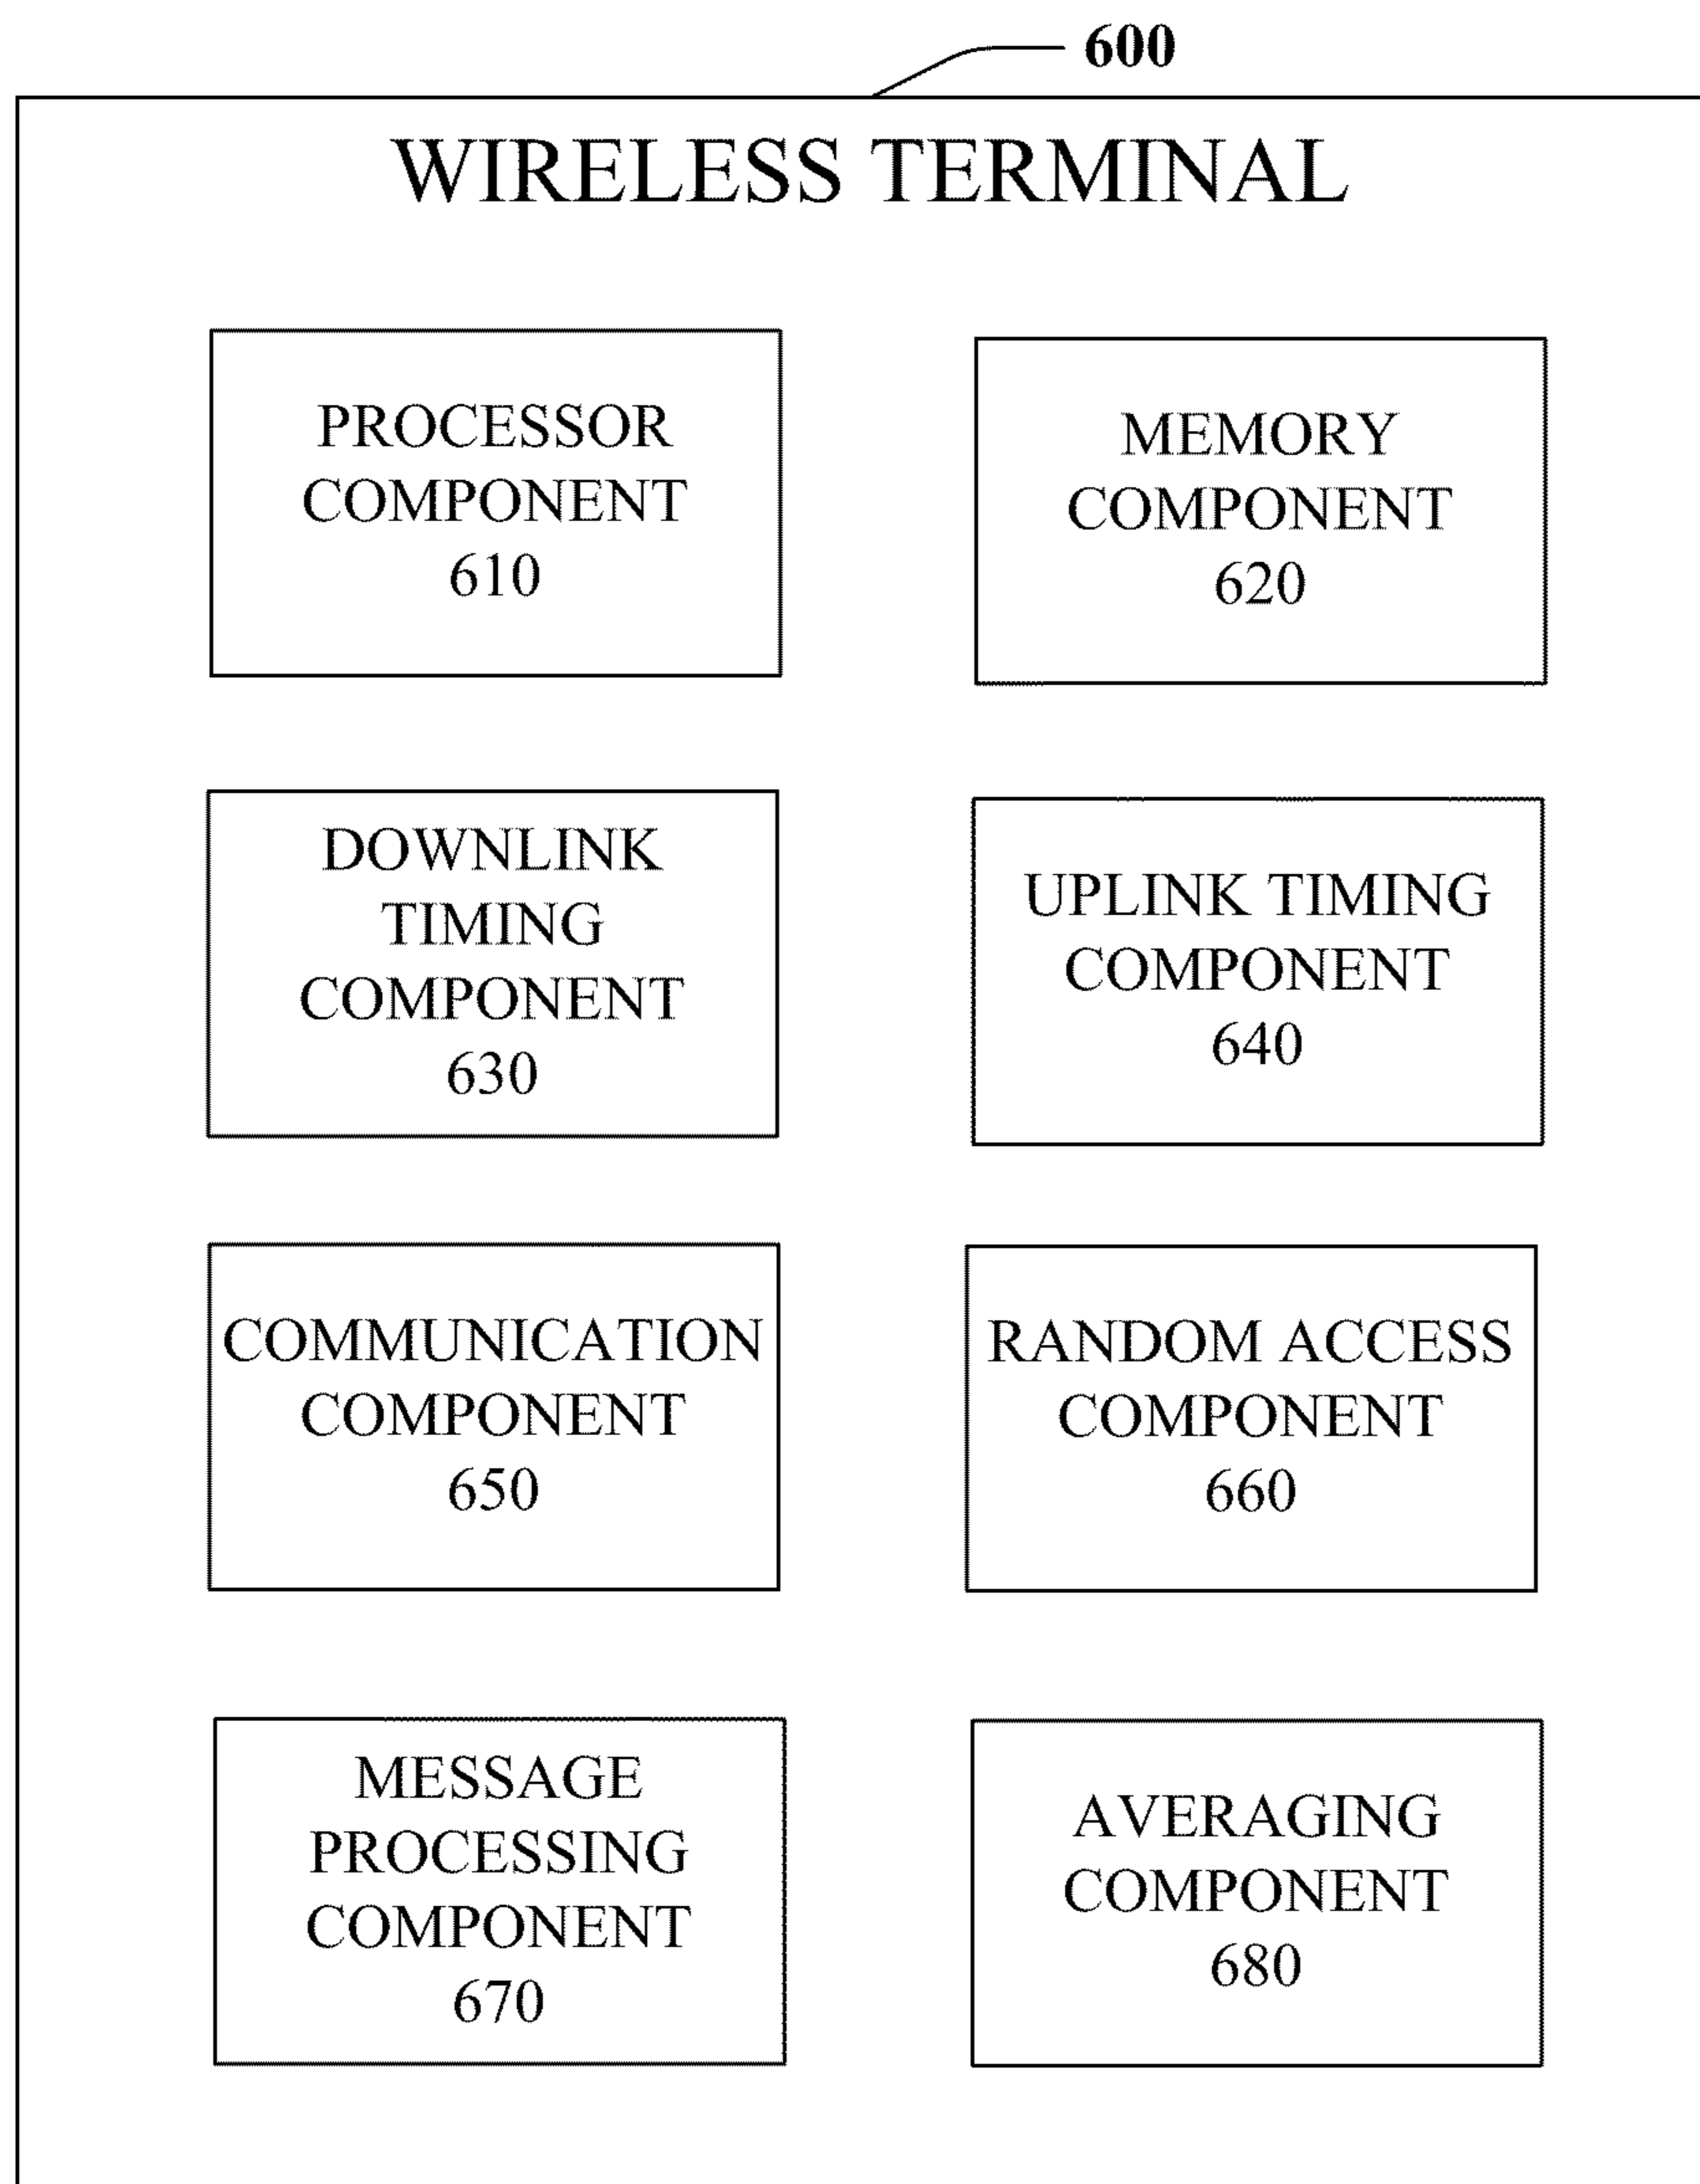 600
WIRELESS TERMINAL
PROCESSOR
COMPONENT
610
MEMORY
COMPONENT
620
DOWNLINK
TIMING
COMPONENT
630
UPLINK TIMING
COMPONENT
640
COMMUNICATION
COMPONENT
650
RANDOM ACCESS
COMPONENT
660
MESSAGE
PROCESSING
COMPONENT
670
AVERAGING
COMPONENT
680